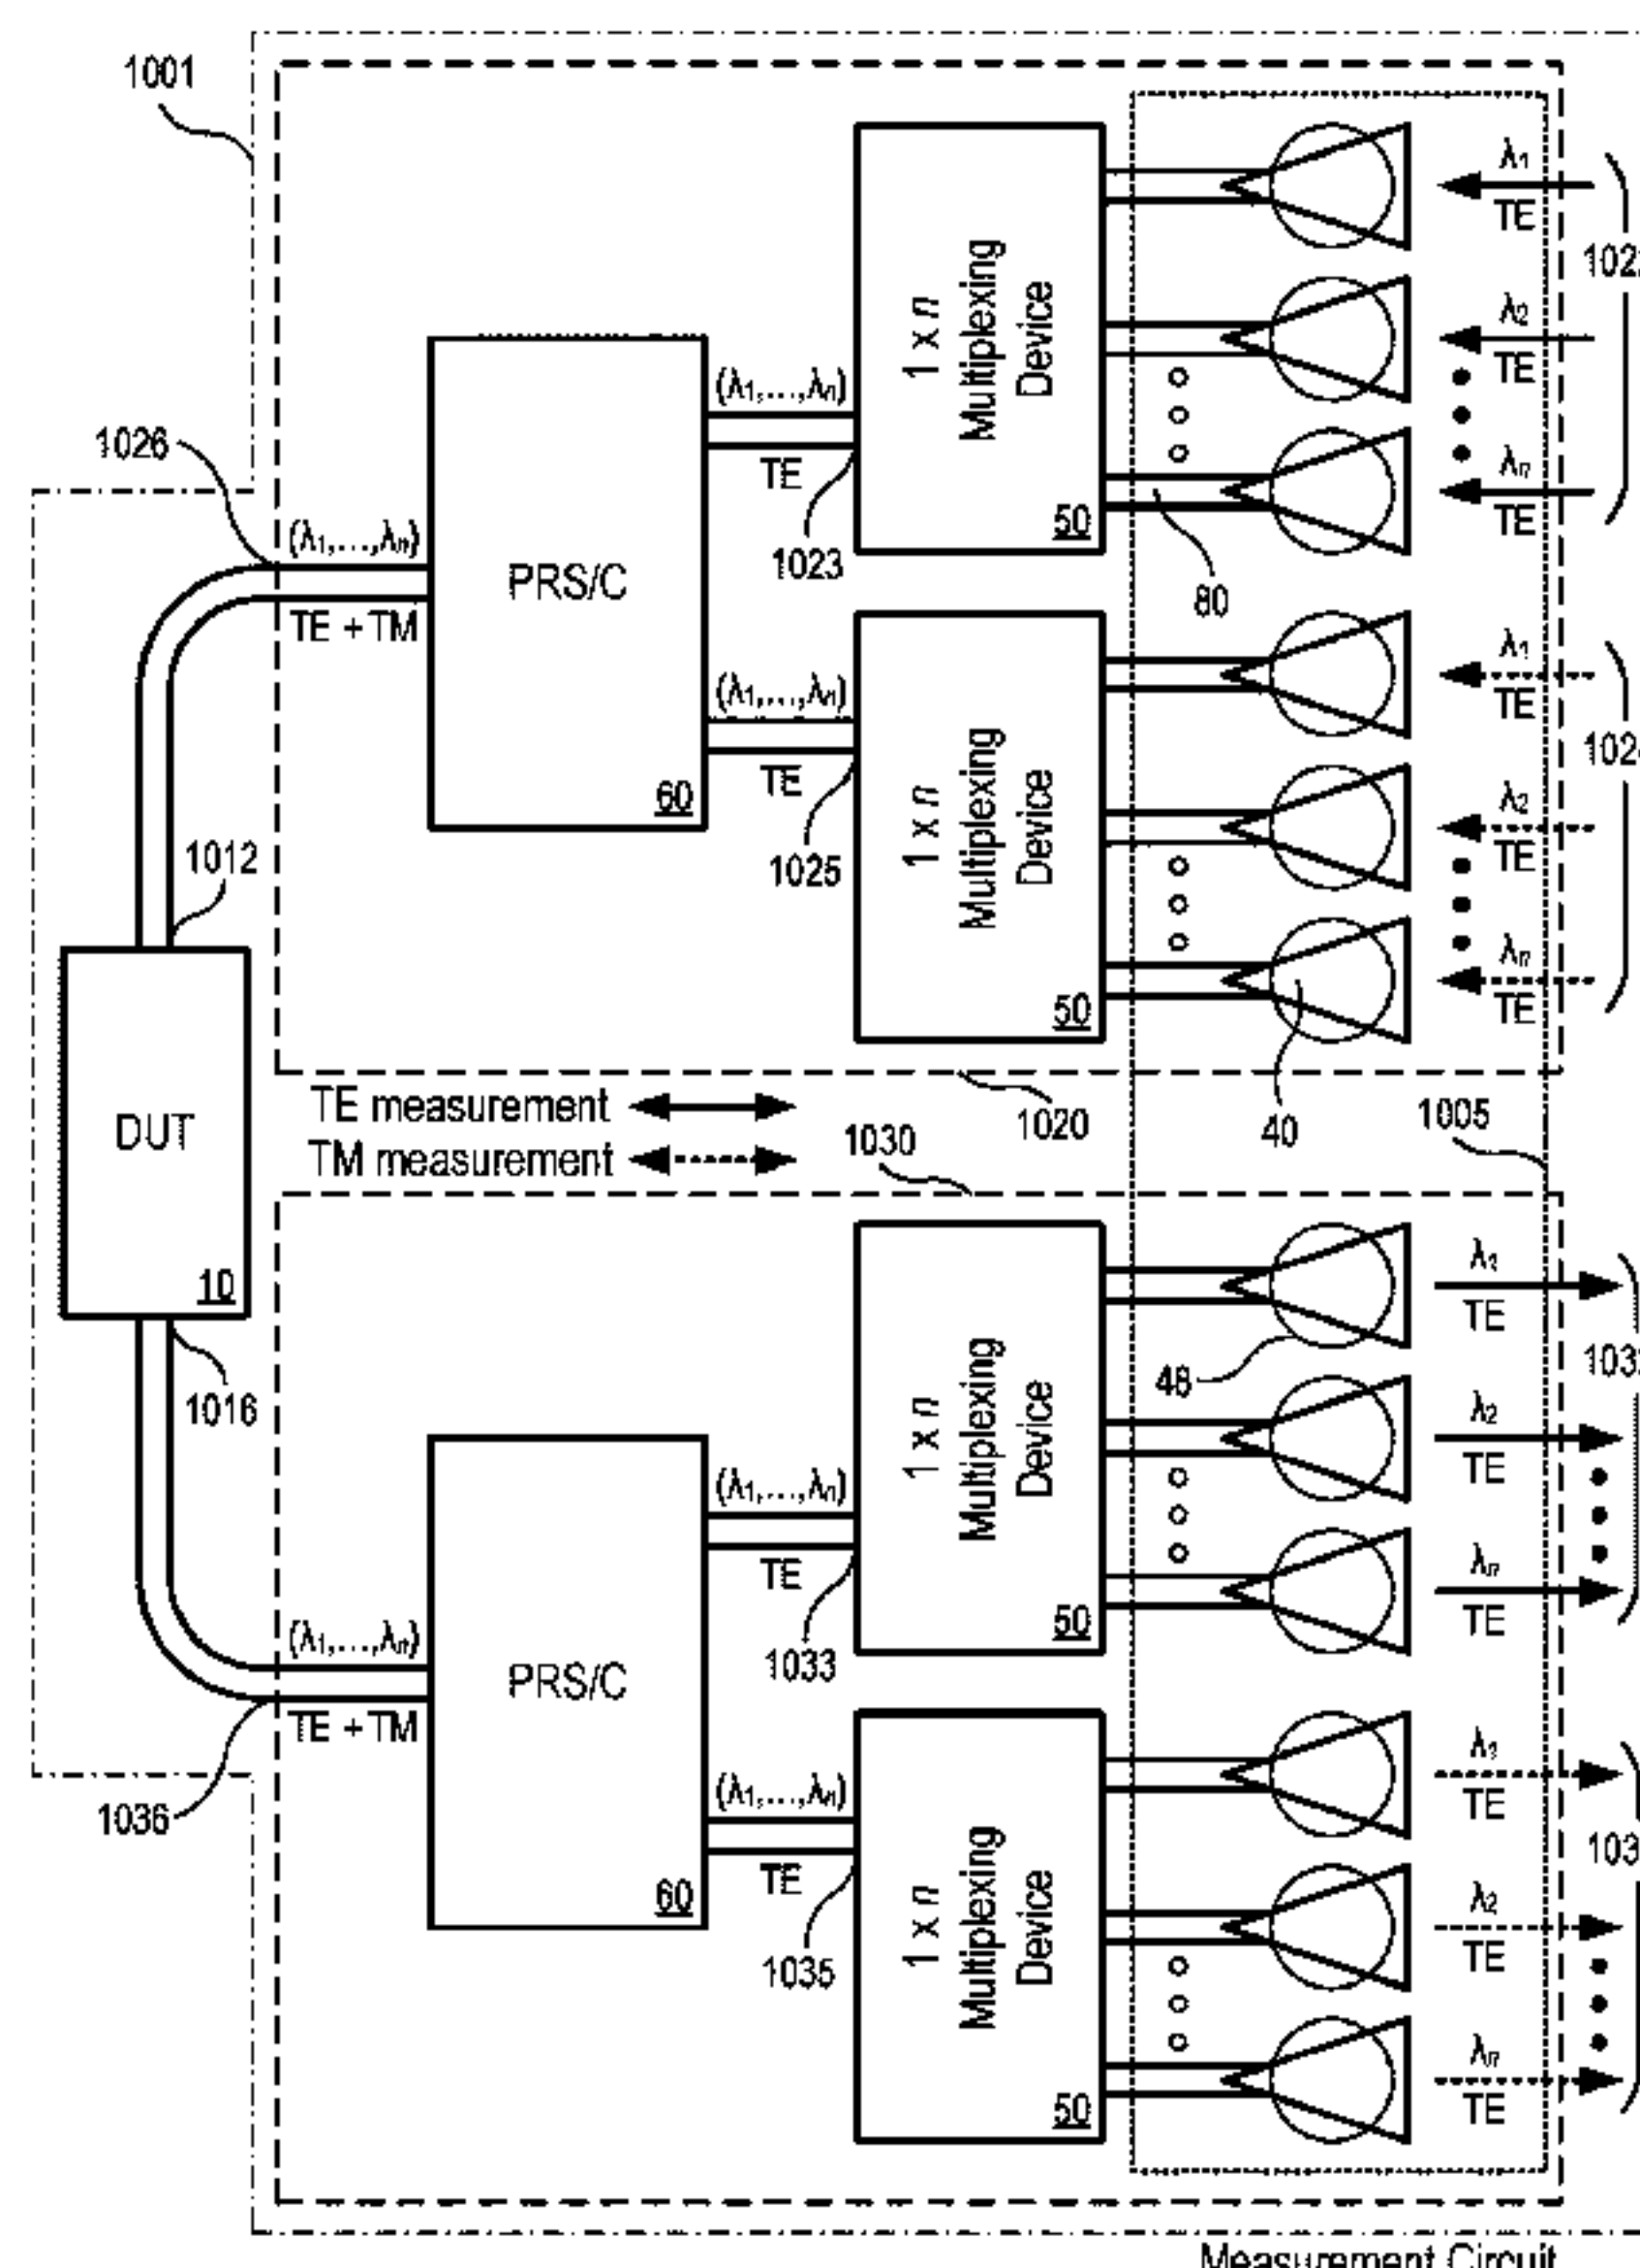 1001
λ1
TE
1 x n
Multiplexing
Device
λ2
TE
(λ1,...,λn)
TE
1026
λn
TE
50
1023
(λ1,...,λn)
PRS/C
80
TE + TM
λ1
TE
(λ1,...,λn)
TE
1 x n
Multiplexing
Device
60
λ2
TE
1012
1025
λn
TE
50
DUT
TE measurement
1020
40
1005
TM measurement
1030
10
λ1
TE
1 x n
Multiplexing
Device
48
1016
λ2
TE
(λ1,...,λn)
TE
λn
TE
50
(λ1,...,λn)
1033
PRS/C
TE + TM
λ1
TE
1036
(λ1,...,λn)
TE
1 x n
Multiplexing
Device
60
λ2
TE
1035
λn
TE
50
Measurement Circuit